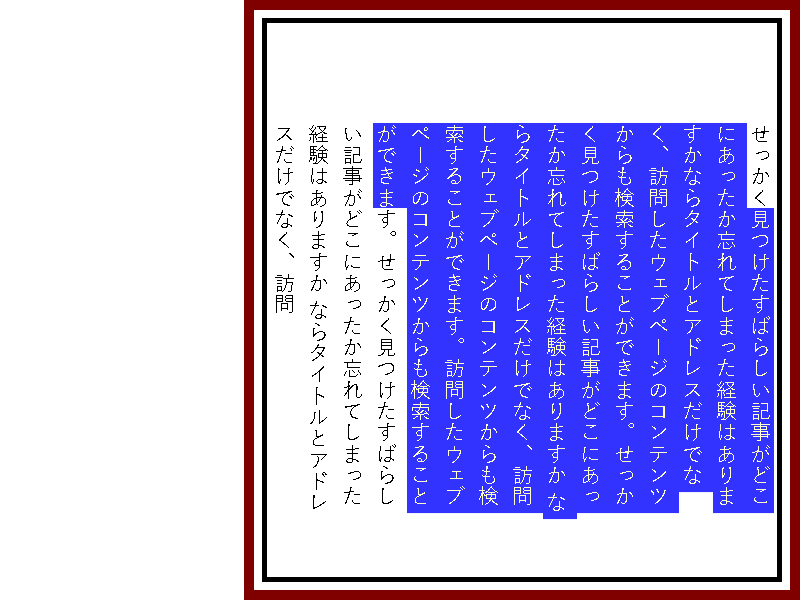 せっかく見つけたすばらしい記事がどこ
にあったか忘れてしまった経験はありま
すかならタイトルとアドレスだけでな
く、訪問したウェブページのコンテンツ
からも検索することができます。せっか
く見つけたすばらしい記事がどこにあっ
たか忘れてしまった経験はありますか な
らタイトルとアドレスだけでなく、訪問
したウェブページのコンテンツからも検
索することができます。訪問したウェブ
ページのコンテンツからも検索すること
ができます。せっかく見つけたすばらし
い記事がどこにあったか忘れてしまった
経験はありますか ならタイトルとアドレ
スだけでなく、訪問